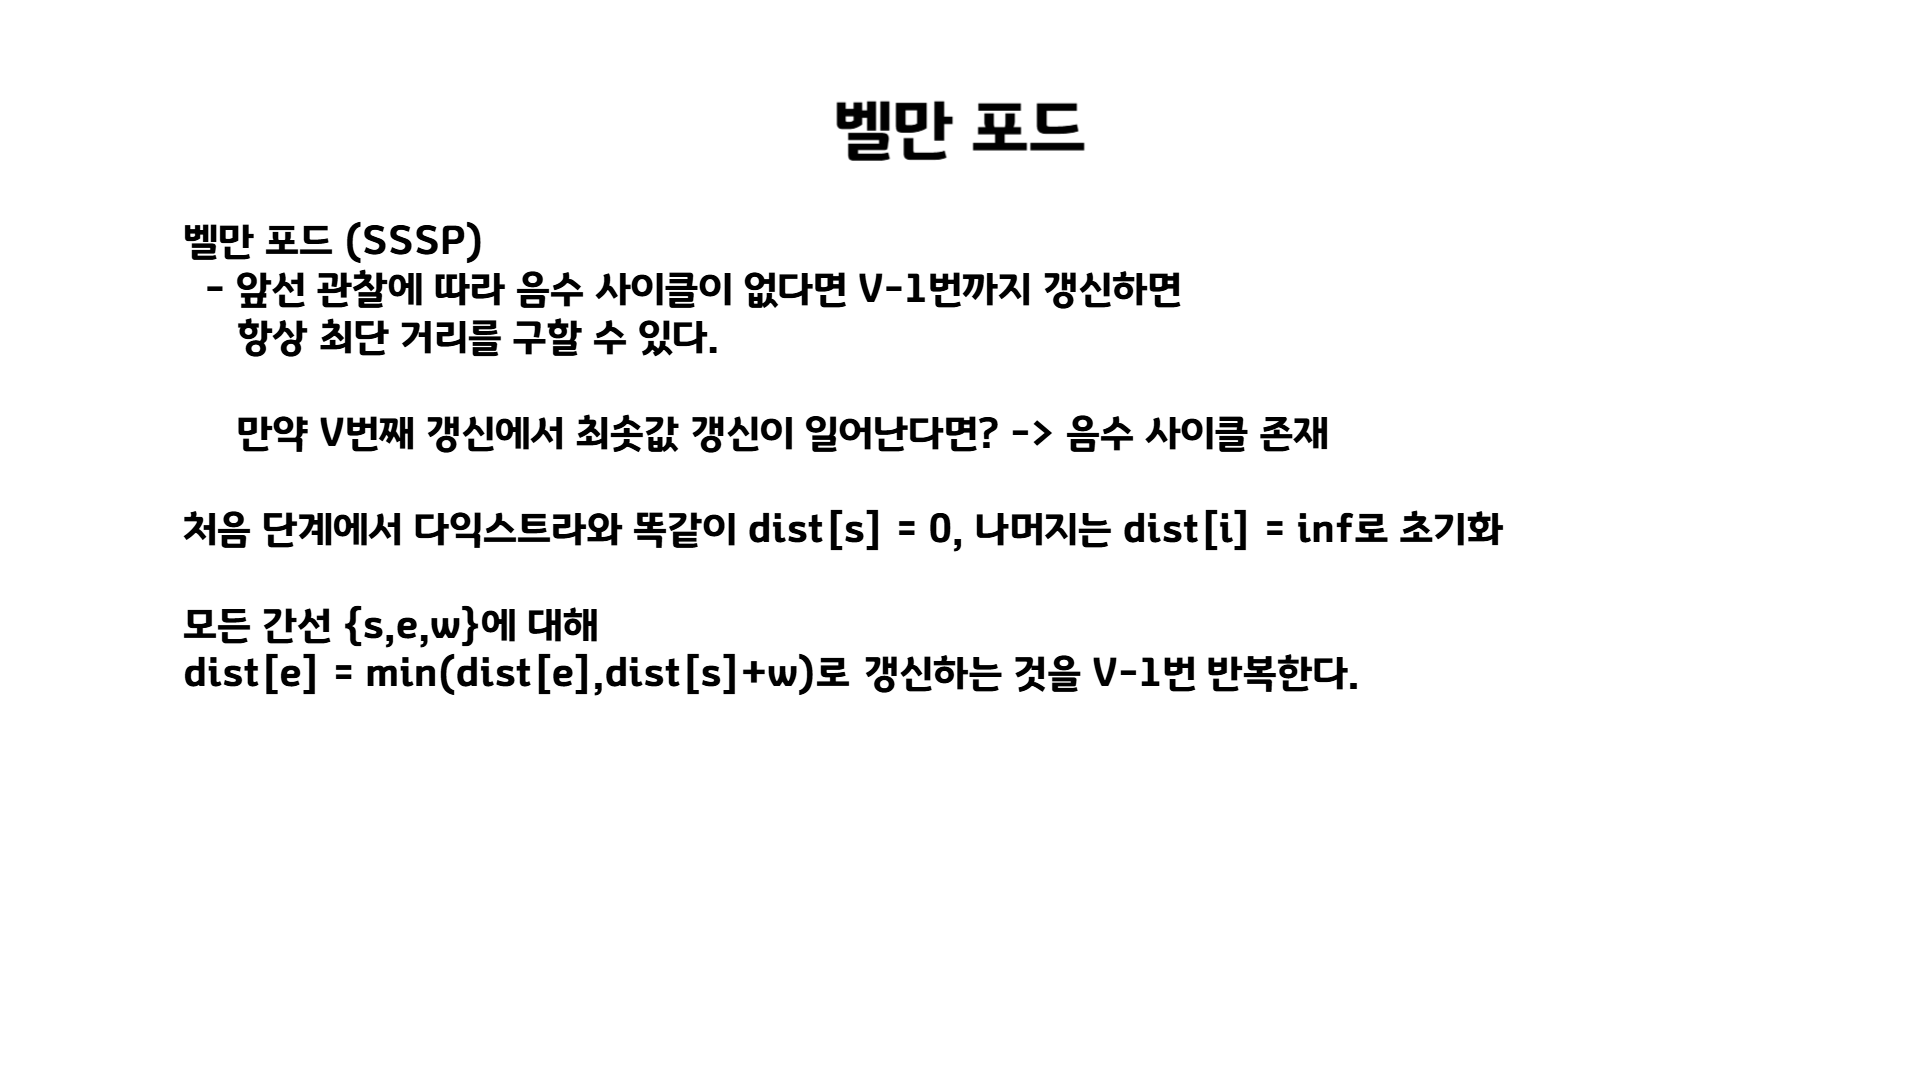 벨만 포드
벨만 포드 (SSSP)
- 앞선 관찰에 따라 음수 사이클이 없다면 V-1번까지 갱신하면
항상 최단 거리를 구할 수 있다.
만약 V번째 갱신에서 최솟값 갱신이 일어난다면? -> 음수 사이클 존재
처음 단계에서 다익스트라와 똑같이 dist[s] = 0, 나머지는 dist[i] = inf로 초기화
모든 간선 {s,e,w}에 대해
dist[e] = min(dist[e],dist[s]+w)로 갱신하는 것을 V-1번 반복한다.